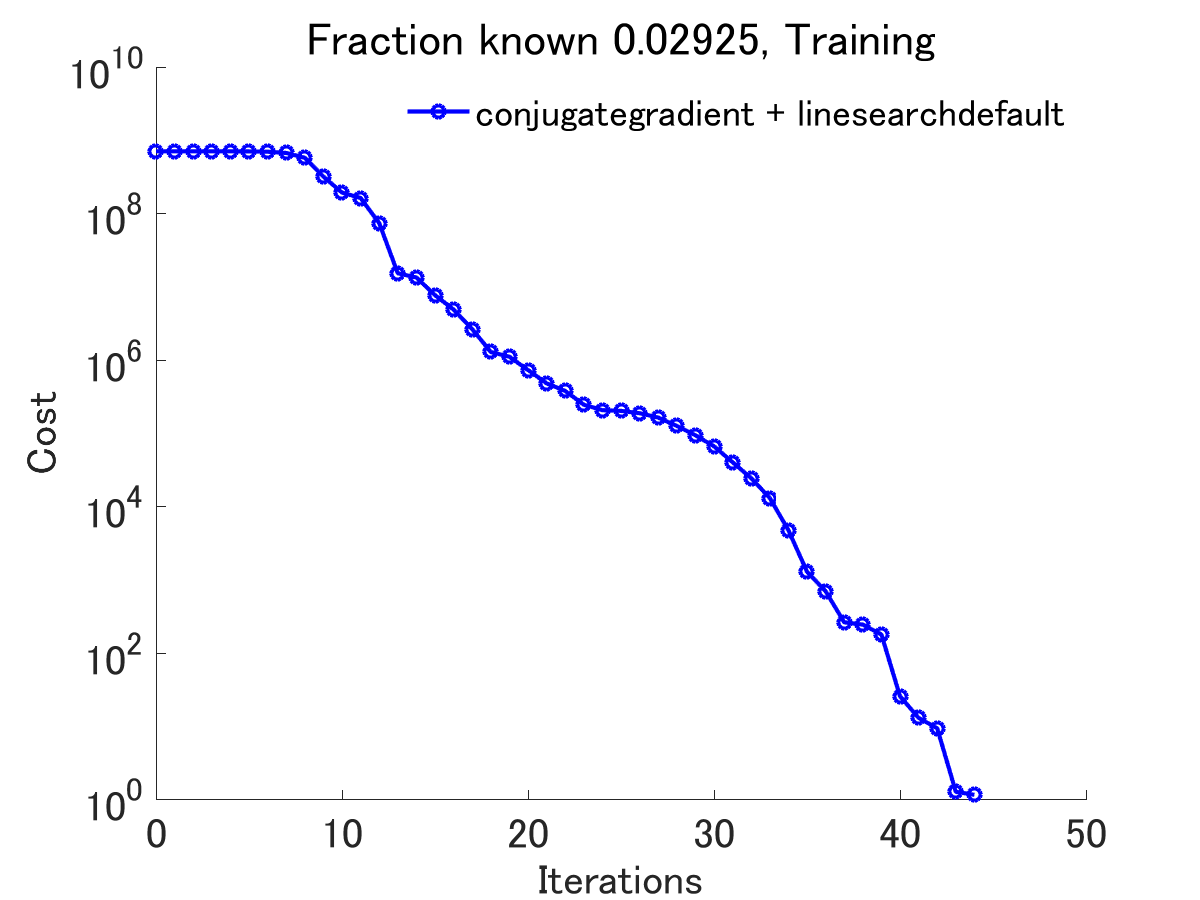 Fraction known 0.02925, Training
conjugategradient + linesearchdefault
10^10
10^8
10^6
10^4
10^2
10^0
Cost
0 10 20 30 40 50
Iterations